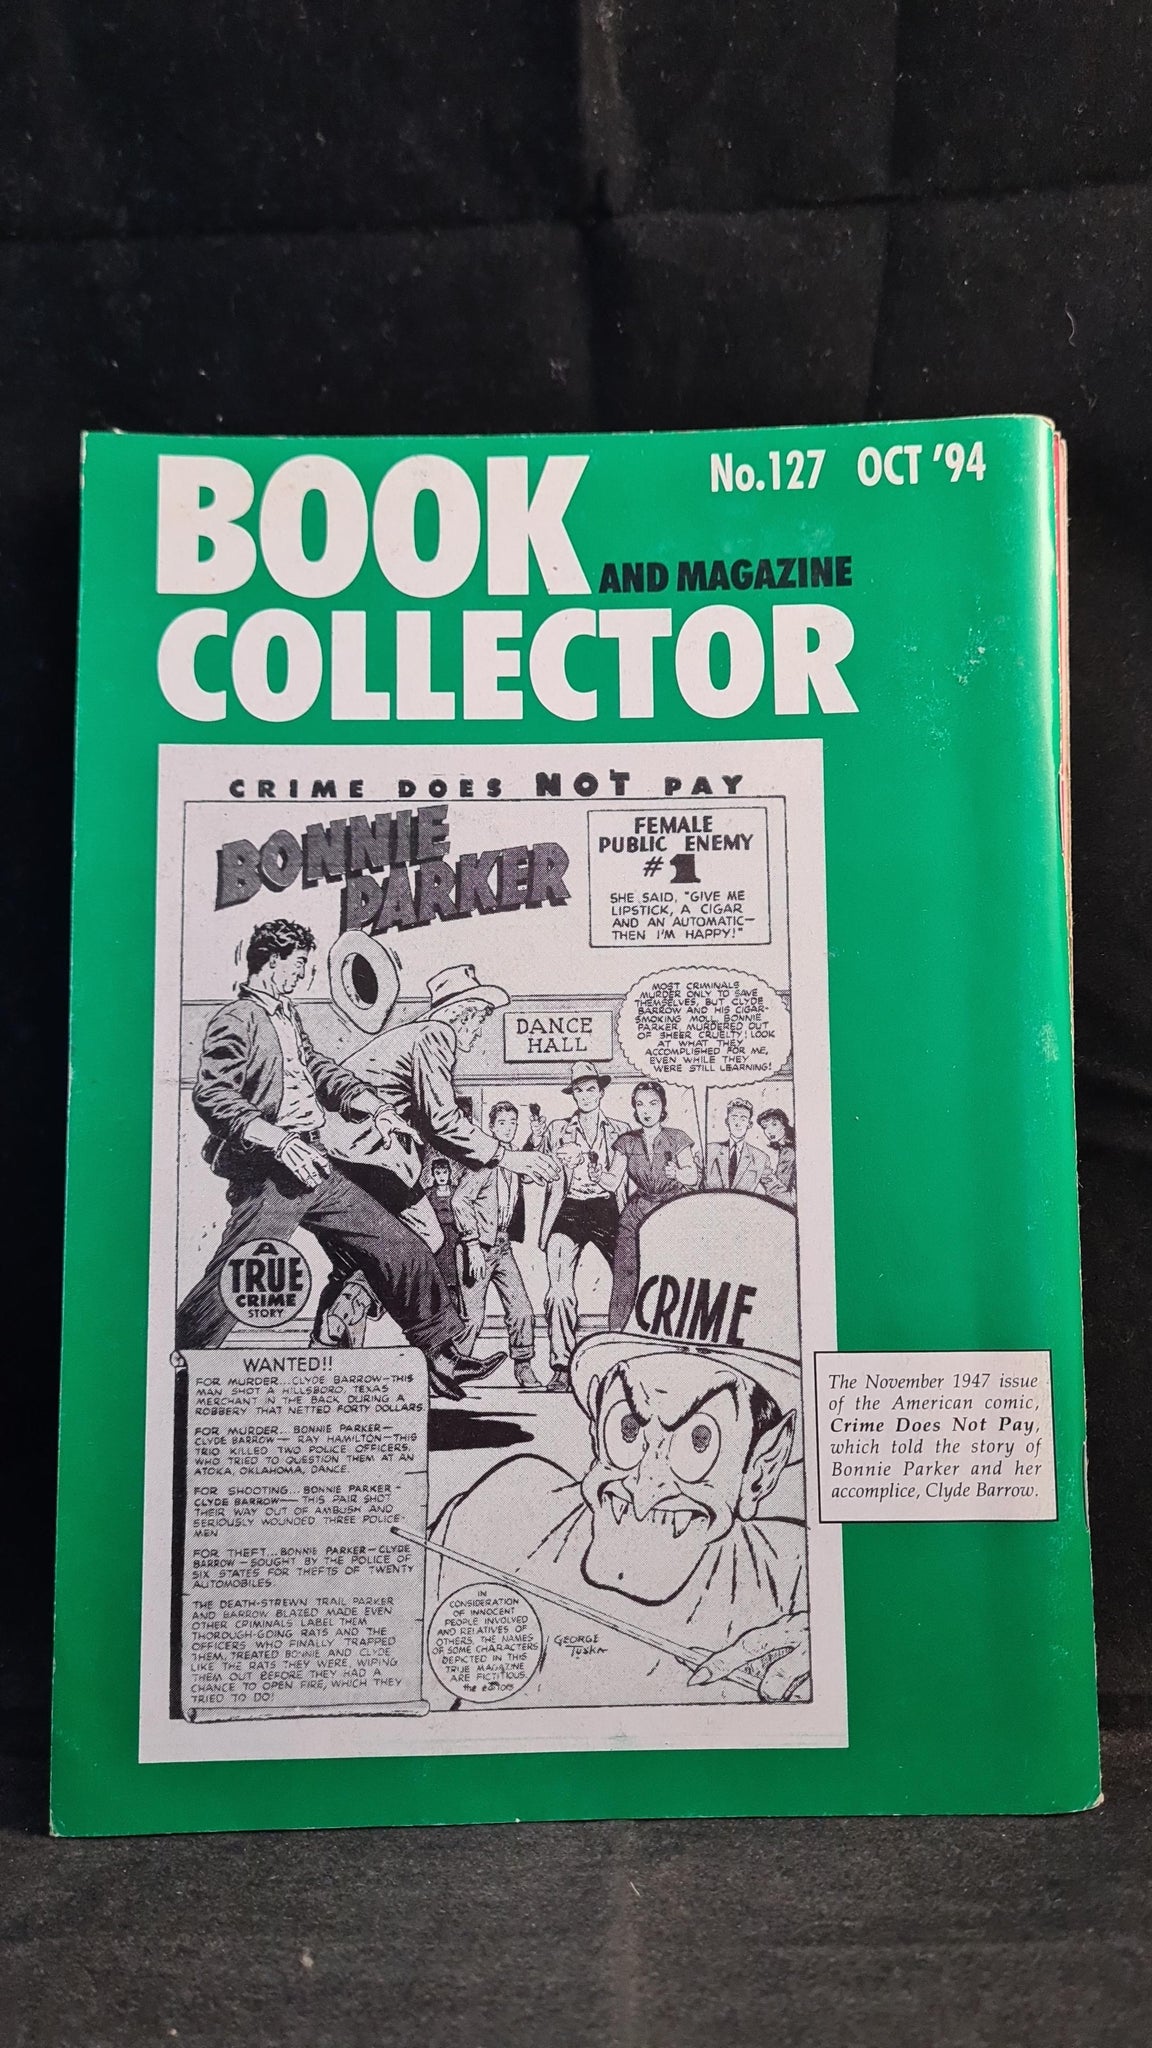 No.127 OCT '94
BOOK
AND MAGAZINE
COLLECTOR
CRIME DOES NOT PAY
BONNIE
PARKER
FEMALE
PUBLIC ENEMY
#1
SHE SAID, "GIVE ME
LIPSTICK, A CIGAR
AND AN AUTOMATIC—
THEN I'M HAPPY!"
MOST CRIMINALS
MURDER ONLY TO SAVE
THEMSELVES, BUT CLYDE
BARROW AND HIS CIGAR-
SMOKING MOLL BONNIE
PARKER, MURDERED OUT
OF SHEER CRUELTY! LOOK
AT WHAT THEY
ACCOMPLISHED FOR ME,
EVEN WHILE THEY
WERE STILL LEARNING!
DANCE
HALL
A
TRUE
CRIME
STORY
CRIME
WANTED!!
FOR MURDER...CLYDE BARROW—THIS
MAN SHOT A HILLSBORO, TEXAS
MERCHANT IN THE BACK DURING A
ROBBERY THAT NETTED FORTY DOLLARS.
FOR MURDER...BONNIE PARKER—
CLYDE BARROW— RAY HAMILTON—THIS
TRIO KILLED TWO POLICE OFFICERS,
WHO TRIED TO QUESTION THEM AT AN
ATOKA, OKLAHOMA, DANCE.
FOR SHOOTING...BONNIE PARKER-
CLYDE BARROW— THIS PAIR SHOT
THEIR WAY OUT OF AMBUSH AND
SERIOUSLY WOUNDED THREE POLICE-
MEN
FOR THEFT...BONNIE PARKER—CLYDE
BARROW—SOUGHT BY THE POLICE OF
SIX STATES FOR THEFTS OF TWENTY
AUTOMOBILES.
THE DEATH-STREWN TRAIL PARKER
AND BARROW BLAZED MADE EVEN
OTHER CRIMINALS LABEL THEM
THOROUGH-GOING RATS AND THE
OFFICERS WHO FINALLY TRAPPED
THEM, TREATED BONNIE AND CLYDE
LIKE THE RATS THEY WERE, WIPING
THEM OUT BEFORE THEY HAD A
CHANCE TO OPEN FIRE, WHICH THEY
TRIED TO DO!
IN
CONSIDERATION
OF INNOCENT
PEOPLE INVOLVED
AND RELATIVES OF
OTHERS, THE NAMES
OF SOME CHARACTERS
DEPICTED IN THIS
TRUE MAGAZINE
ARE FICTITIOUS.
the editors
GEORGE
TUSKA
The November 1947 issue
of the American comic,
Crime Does Not Pay,
which told the story of
Bonnie Parker and her
accomplice, Clyde Barrow.